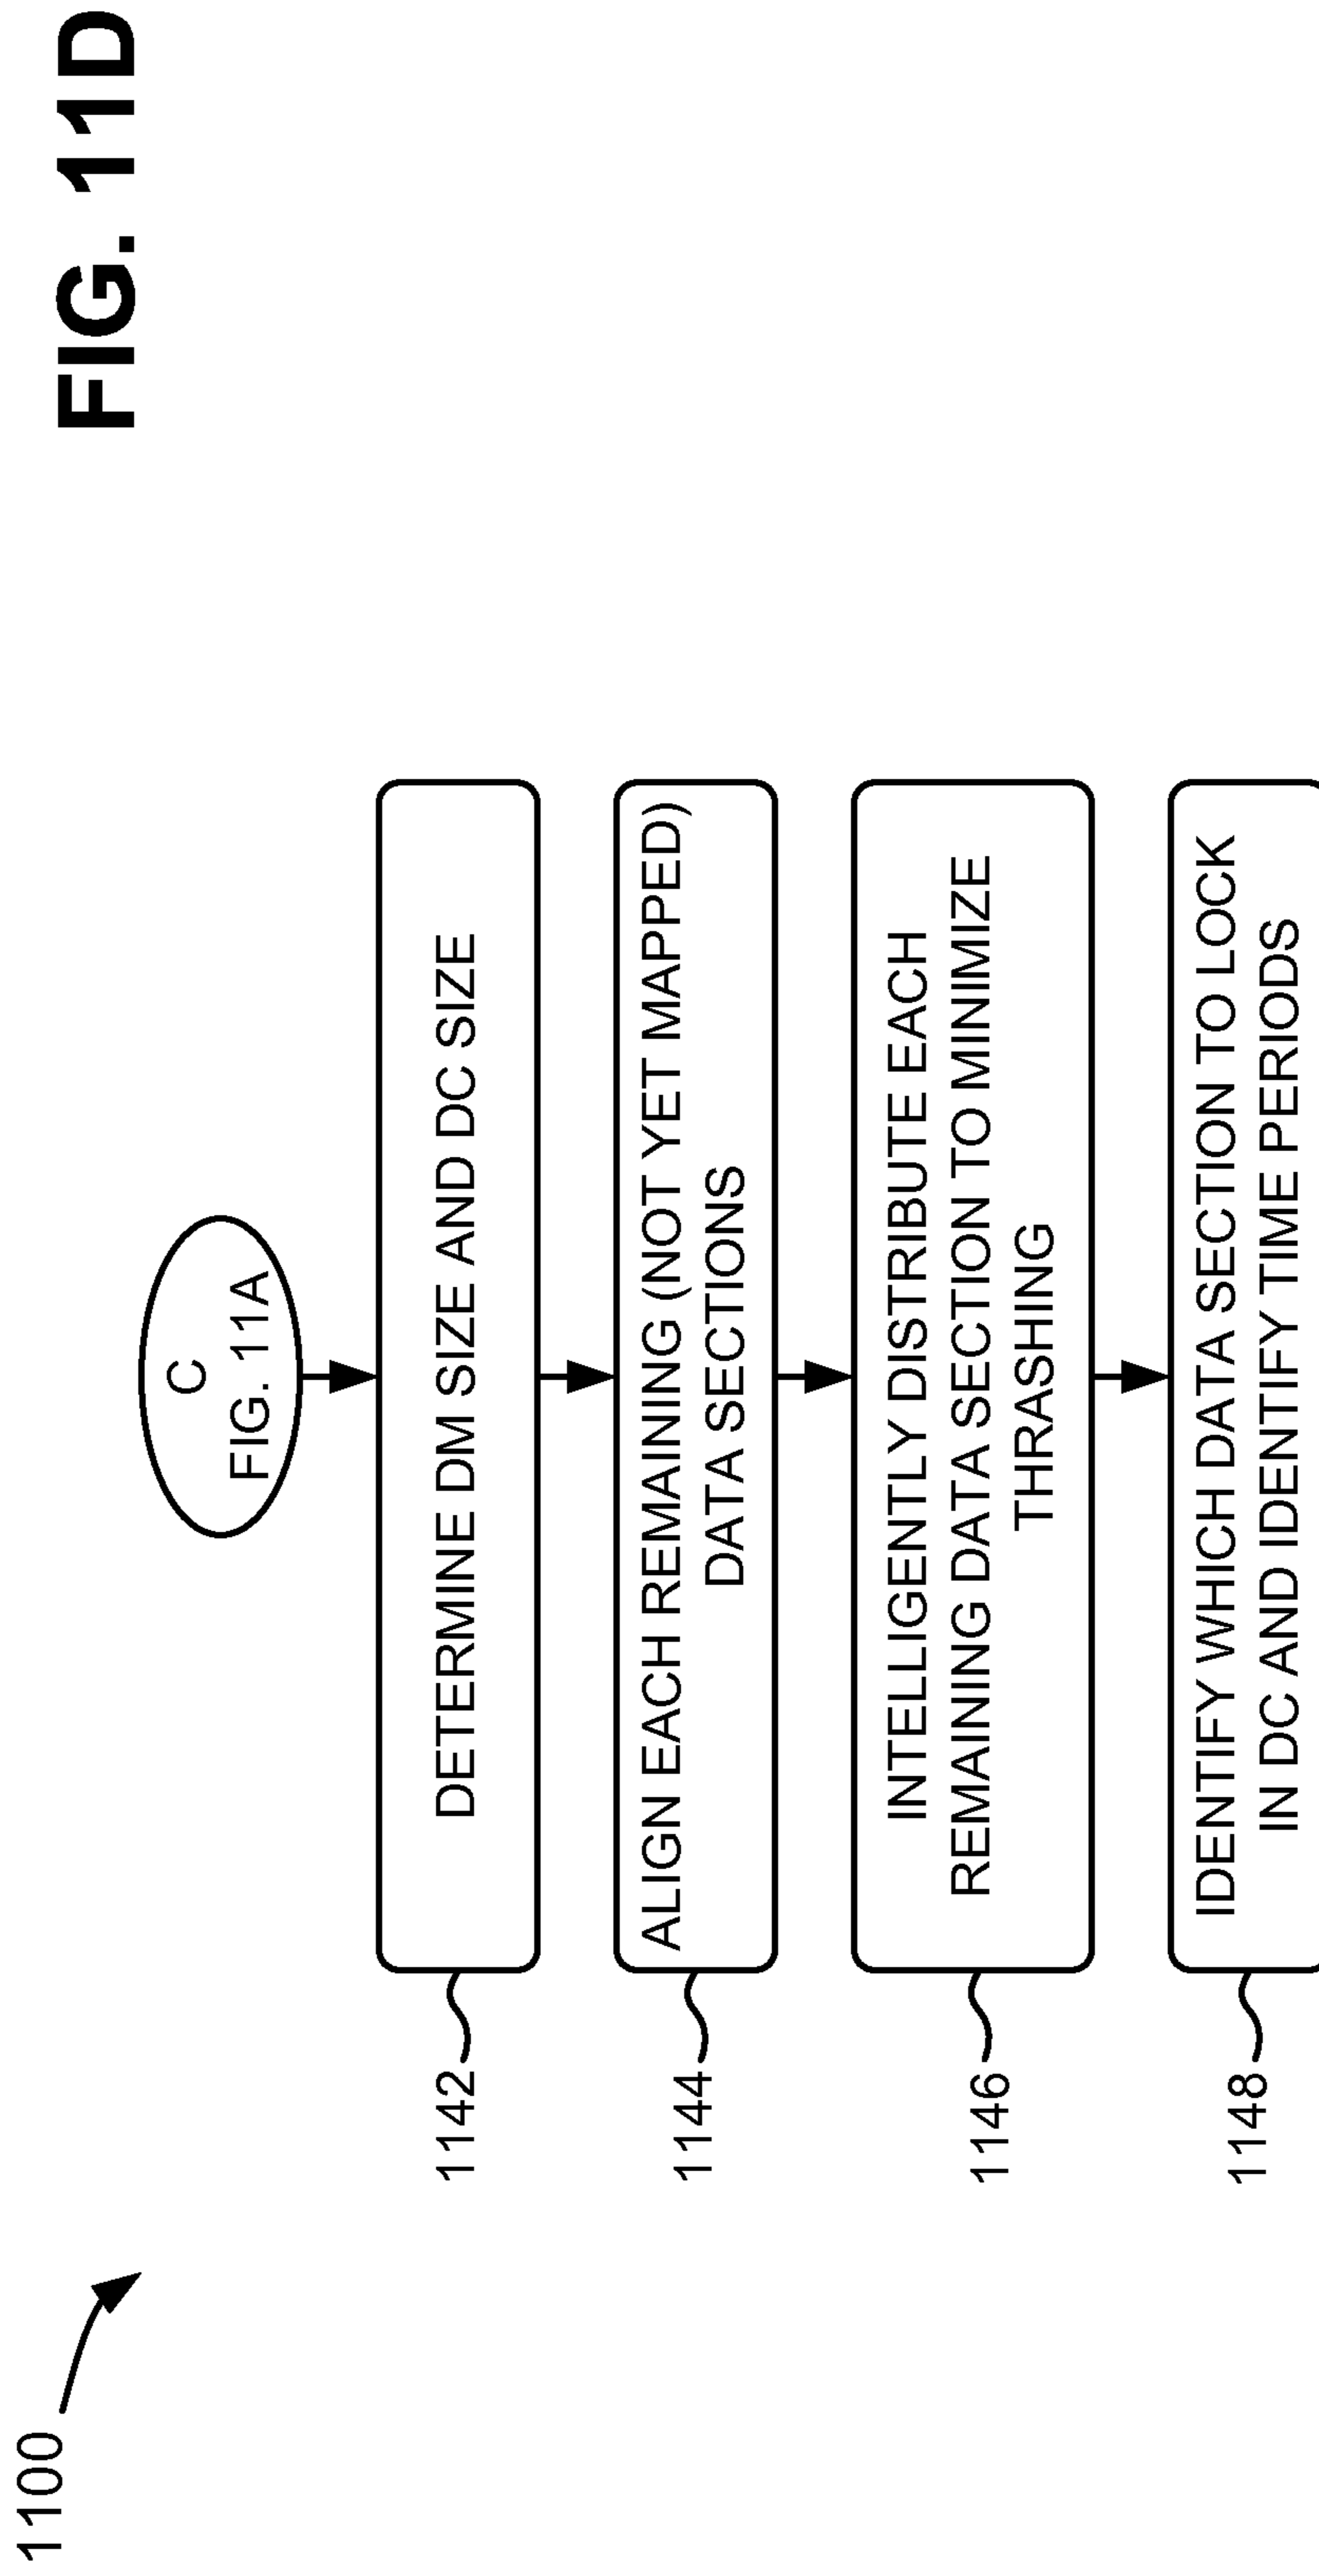 1100
FIG. 11D
C
FIG. 11A
1142
DETERMINE DM SIZE AND DC SIZE
1144
ALIGN EACH REMAINING (NOT YET MAPPED)
DATA SECTIONS
1146
INTELLIGENTLY DISTRIBUTE EACH
REMAINING DATA SECTION TO MINIMIZE
THRASHING
1148
IDENTIFY WHICH DATA SECTION TO LOCK
IN DC AND IDENTIFY TIME PERIODS